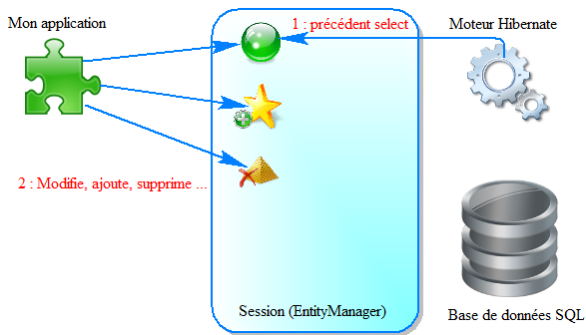 Mon application
1 : précédent select
Moteur Hibernate
2 : Modifie, ajoute, supprime ...
Session (EntityManager)
Base de données SQL